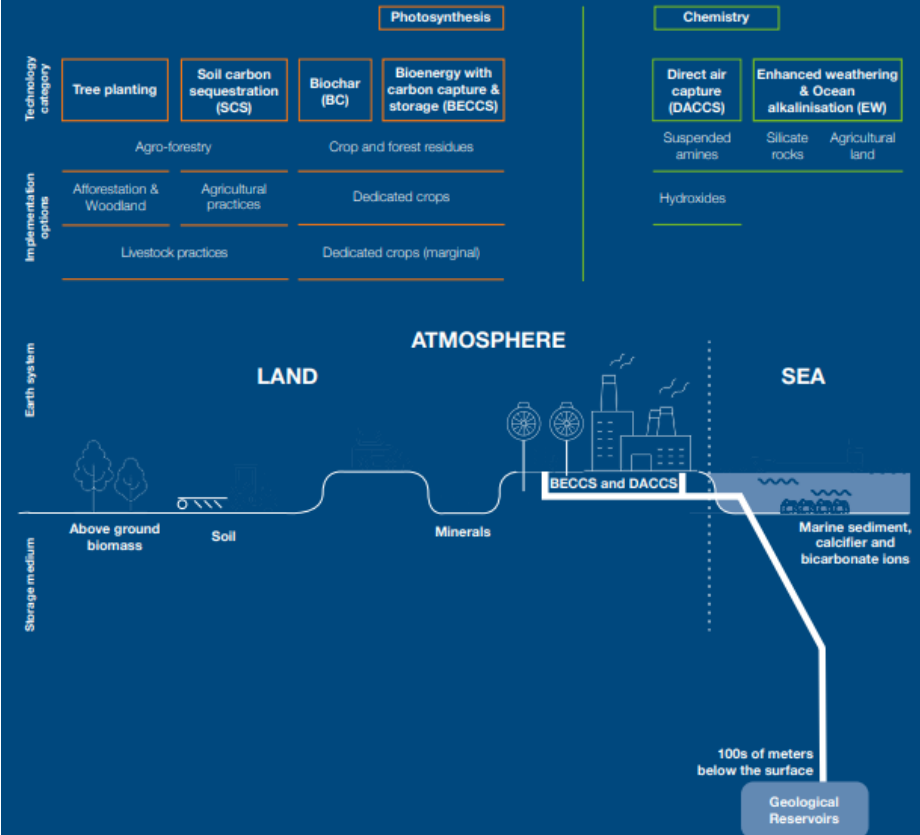 Photosynthesis
Chemistry
Technology
category
Tree planting
Soil carbon
sequestration
(SCS)
Biochar
(BC)
Bioenergy with
carbon capture &
storage (BECCS)
Direct air
capture
(DACCS)
Enhanced weathering
& Ocean
alkalinisation (EW)
Implementation
options
Agro-forestry
Crop and forest residues
Suspended
amines
Silicate
rocks
Agricultural
land
Afforestation &
Woodland
Agricultural
practices
Dedicated crops
Hydroxides
Livestock practices
Dedicated crops (marginal)
Earth system
ATMOSPHERE
LAND
SEA
BECCS and DACCS
Storage medium
Above ground
biomass
Soil
Minerals
Marine sediment,
calcifier and
bicarbonate ions
100s of meters
below the surface
Geological
Reservoirs